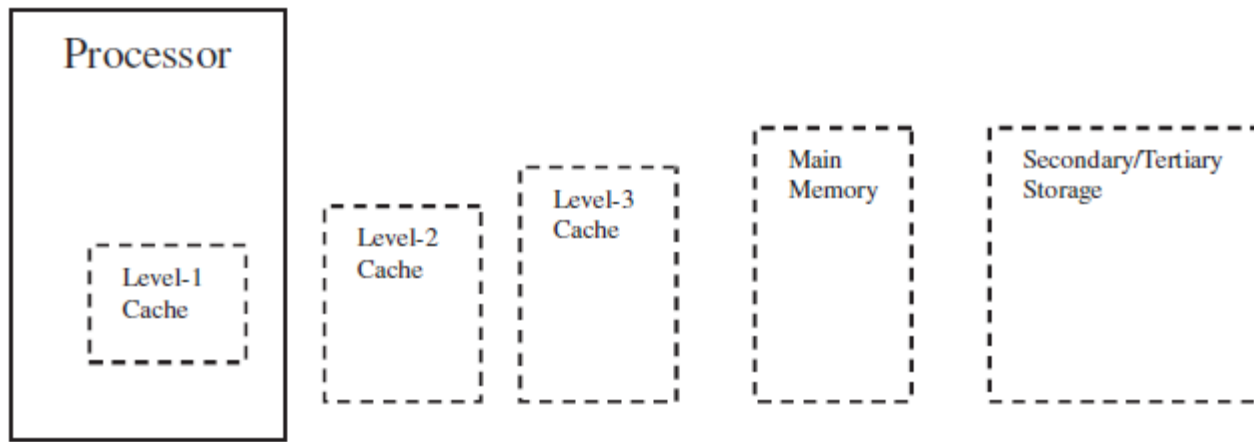 Processor
Level-1
Cache
Level-2
Cache
Level-3
Cache
Main
Memory
Secondary/Tertiary
Storage